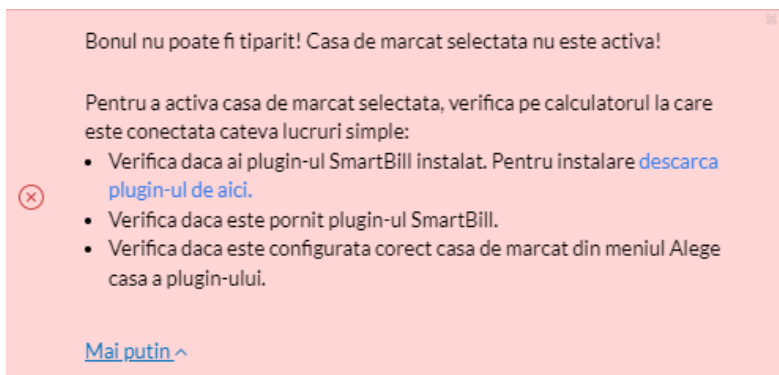 Bonul nu poate fi tiparit! Casa de marcat selectata nu este activa!
Pentru a activa casa de marcat selectata, verifica pe calculatorul la care
este conectata cateva lucruri simple:
• Verifica daca ai plugin-ul SmartBill instalat. Pentru instalare descarca
plugin-ul de aici.
• Verifica daca este pornit plugin-ul SmartBill.
• Verifica daca este configurata corect casa de marcat din meniul Alege
casa a plugin-ului.
Mai putin